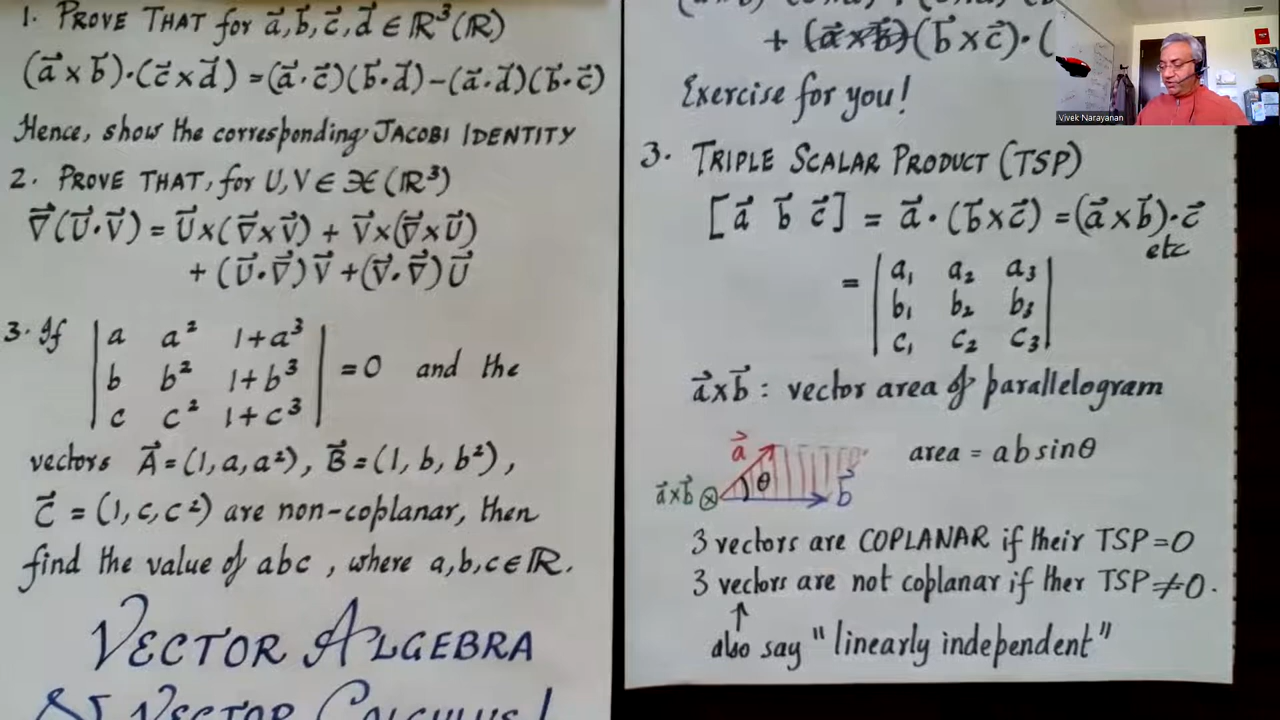 1. PROVE THAT for a⃗, b⃗, c⃗, d⃗ ∈ ℝ³(ℝ)
(a⃗ × b⃗)·(c⃗ × d⃗) = (a⃗·c⃗)(b⃗·d⃗) − (a⃗·d⃗)(b⃗·c⃗)
Hence, show the corresponding JACOBI IDENTITY
2. PROVE THAT, for U, V ∈ 𝔛(ℝ³)
∇⃗(U⃗·V⃗) = U⃗×(∇⃗×V⃗) + V⃗×(∇⃗×U⃗)
+ (U⃗·∇⃗)V⃗ + (V⃗·∇⃗)U⃗
3. If | a a² 1+a³ |
| b b² 1+b³ | = 0 and the
| c c² 1+c³ |
vectors A⃗ = (1, a, a²), B⃗ = (1, b, b²),
C⃗ = (1, c, c²) are non-coplanar, then
find the value of abc, where a, b, c ∈ ℝ.
VECTOR ALGEBRA
& VECTOR CALCULUS!
+ (b⃗ × c⃗)·(
Exercise for you!
3. TRIPLE SCALAR PRODUCT (TSP)
[a⃗ b⃗ c⃗] = a⃗·(b⃗×c⃗) = (a⃗×b⃗)·c⃗
etc
= | a₁ a₂ a₃ |
| b₁ b₂ b₃ |
| c₁ c₂ c₃ |
a⃗×b⃗ : vector area of parallelogram
a⃗
area = ab sinθ
θ
a⃗×b⃗ ⊗
b⃗
3 vectors are COPLANAR if their TSP = 0
3 vectors are not coplanar if ther TSP ≠ 0.
↑
also say "linearly independent"
Vivek Narayanan